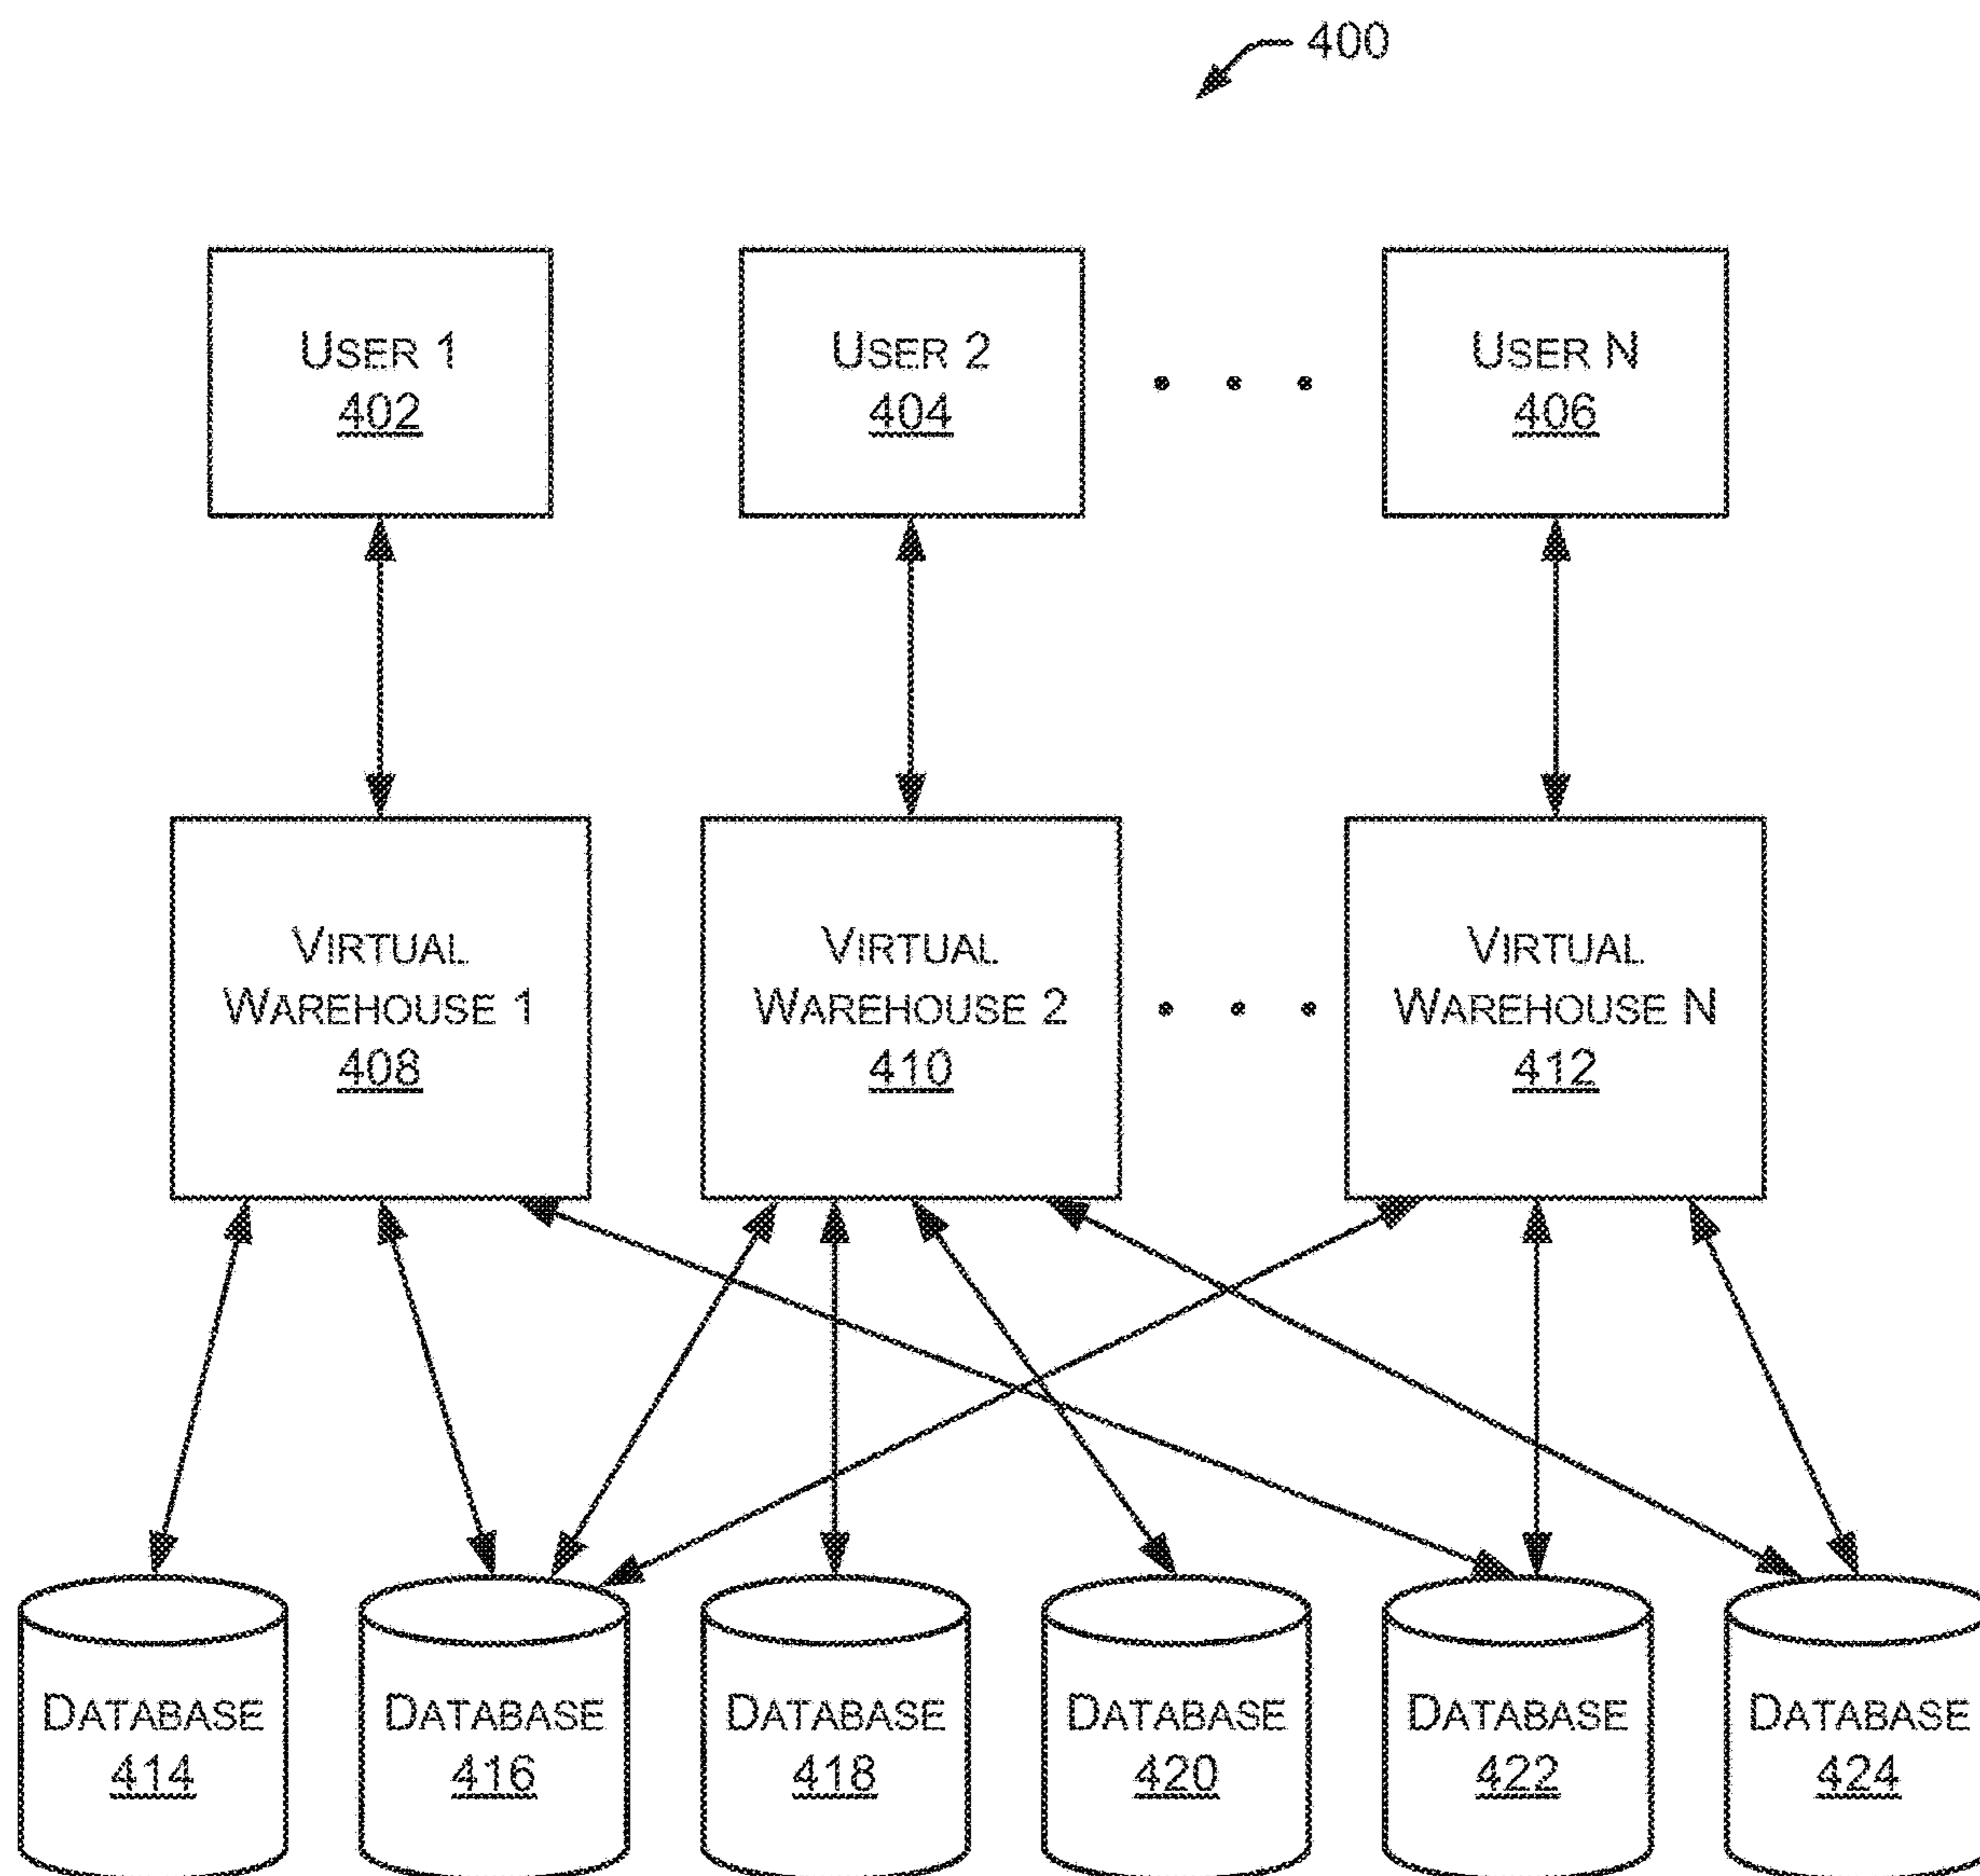 400
USER 1
402
USER 2
404
USER N
406
VIRTUAL
WAREHOUSE 1
408
VIRTUAL
WAREHOUSE 2
410
VIRTUAL
WAREHOUSE N
412
DATABASE
414
DATABASE
416
DATABASE
418
DATABASE
420
DATABASE
422
DATABASE
424